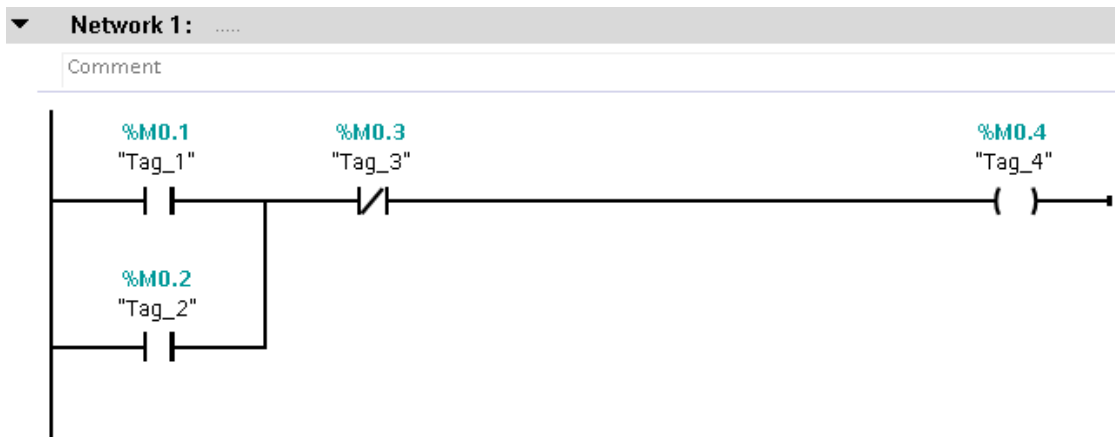 Network 1: .....
Comment
%M0.1 %M0.3 %M0.4
"Tag_1" "Tag_3" "Tag_4"
%M0.2
"Tag_2"